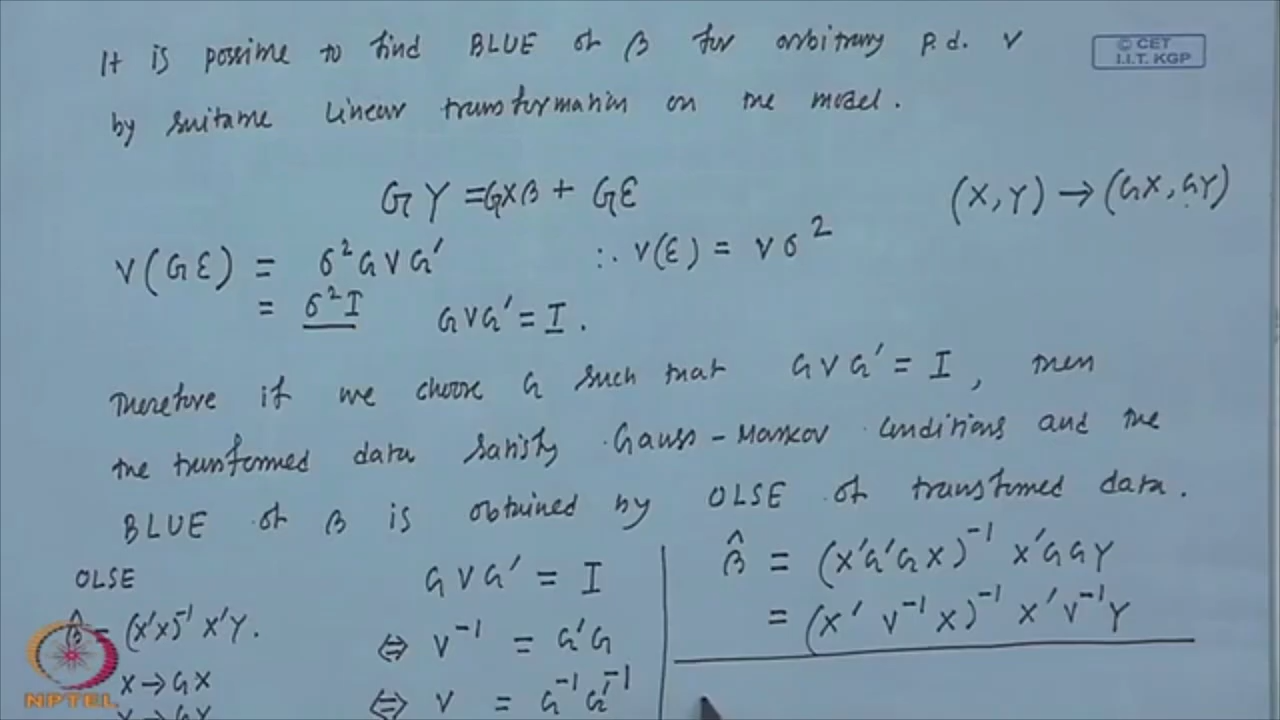 It is possible to find BLUE of β for arbitrary p.d. V
© CET
I.I.T. KGP
by suitable linear transformation on the model.
GY = GXβ + Gε
(X, Y) → (GX, GY)
V(Gε) = σ²GVG′ ∴ V(ε) = Vσ²
= σ²I GVG′ = I.
Therefore if we choose G such that GVG′ = I, then
the transformed data satisfy Gauss-Markov conditions and the
BLUE of β is obtained by OLSE of transformed data.
OLSE
β̂ = (X′X)⁻¹ X′Y.
X → GX
Y → GY
GVG′ = I
⇔ V⁻¹ = G′G
⇔ V = G⁻¹G′⁻¹
β̂ = (X′G′GX)⁻¹ X′GGY
= (X′ V⁻¹X)⁻¹ X′V⁻¹Y
NPTEL